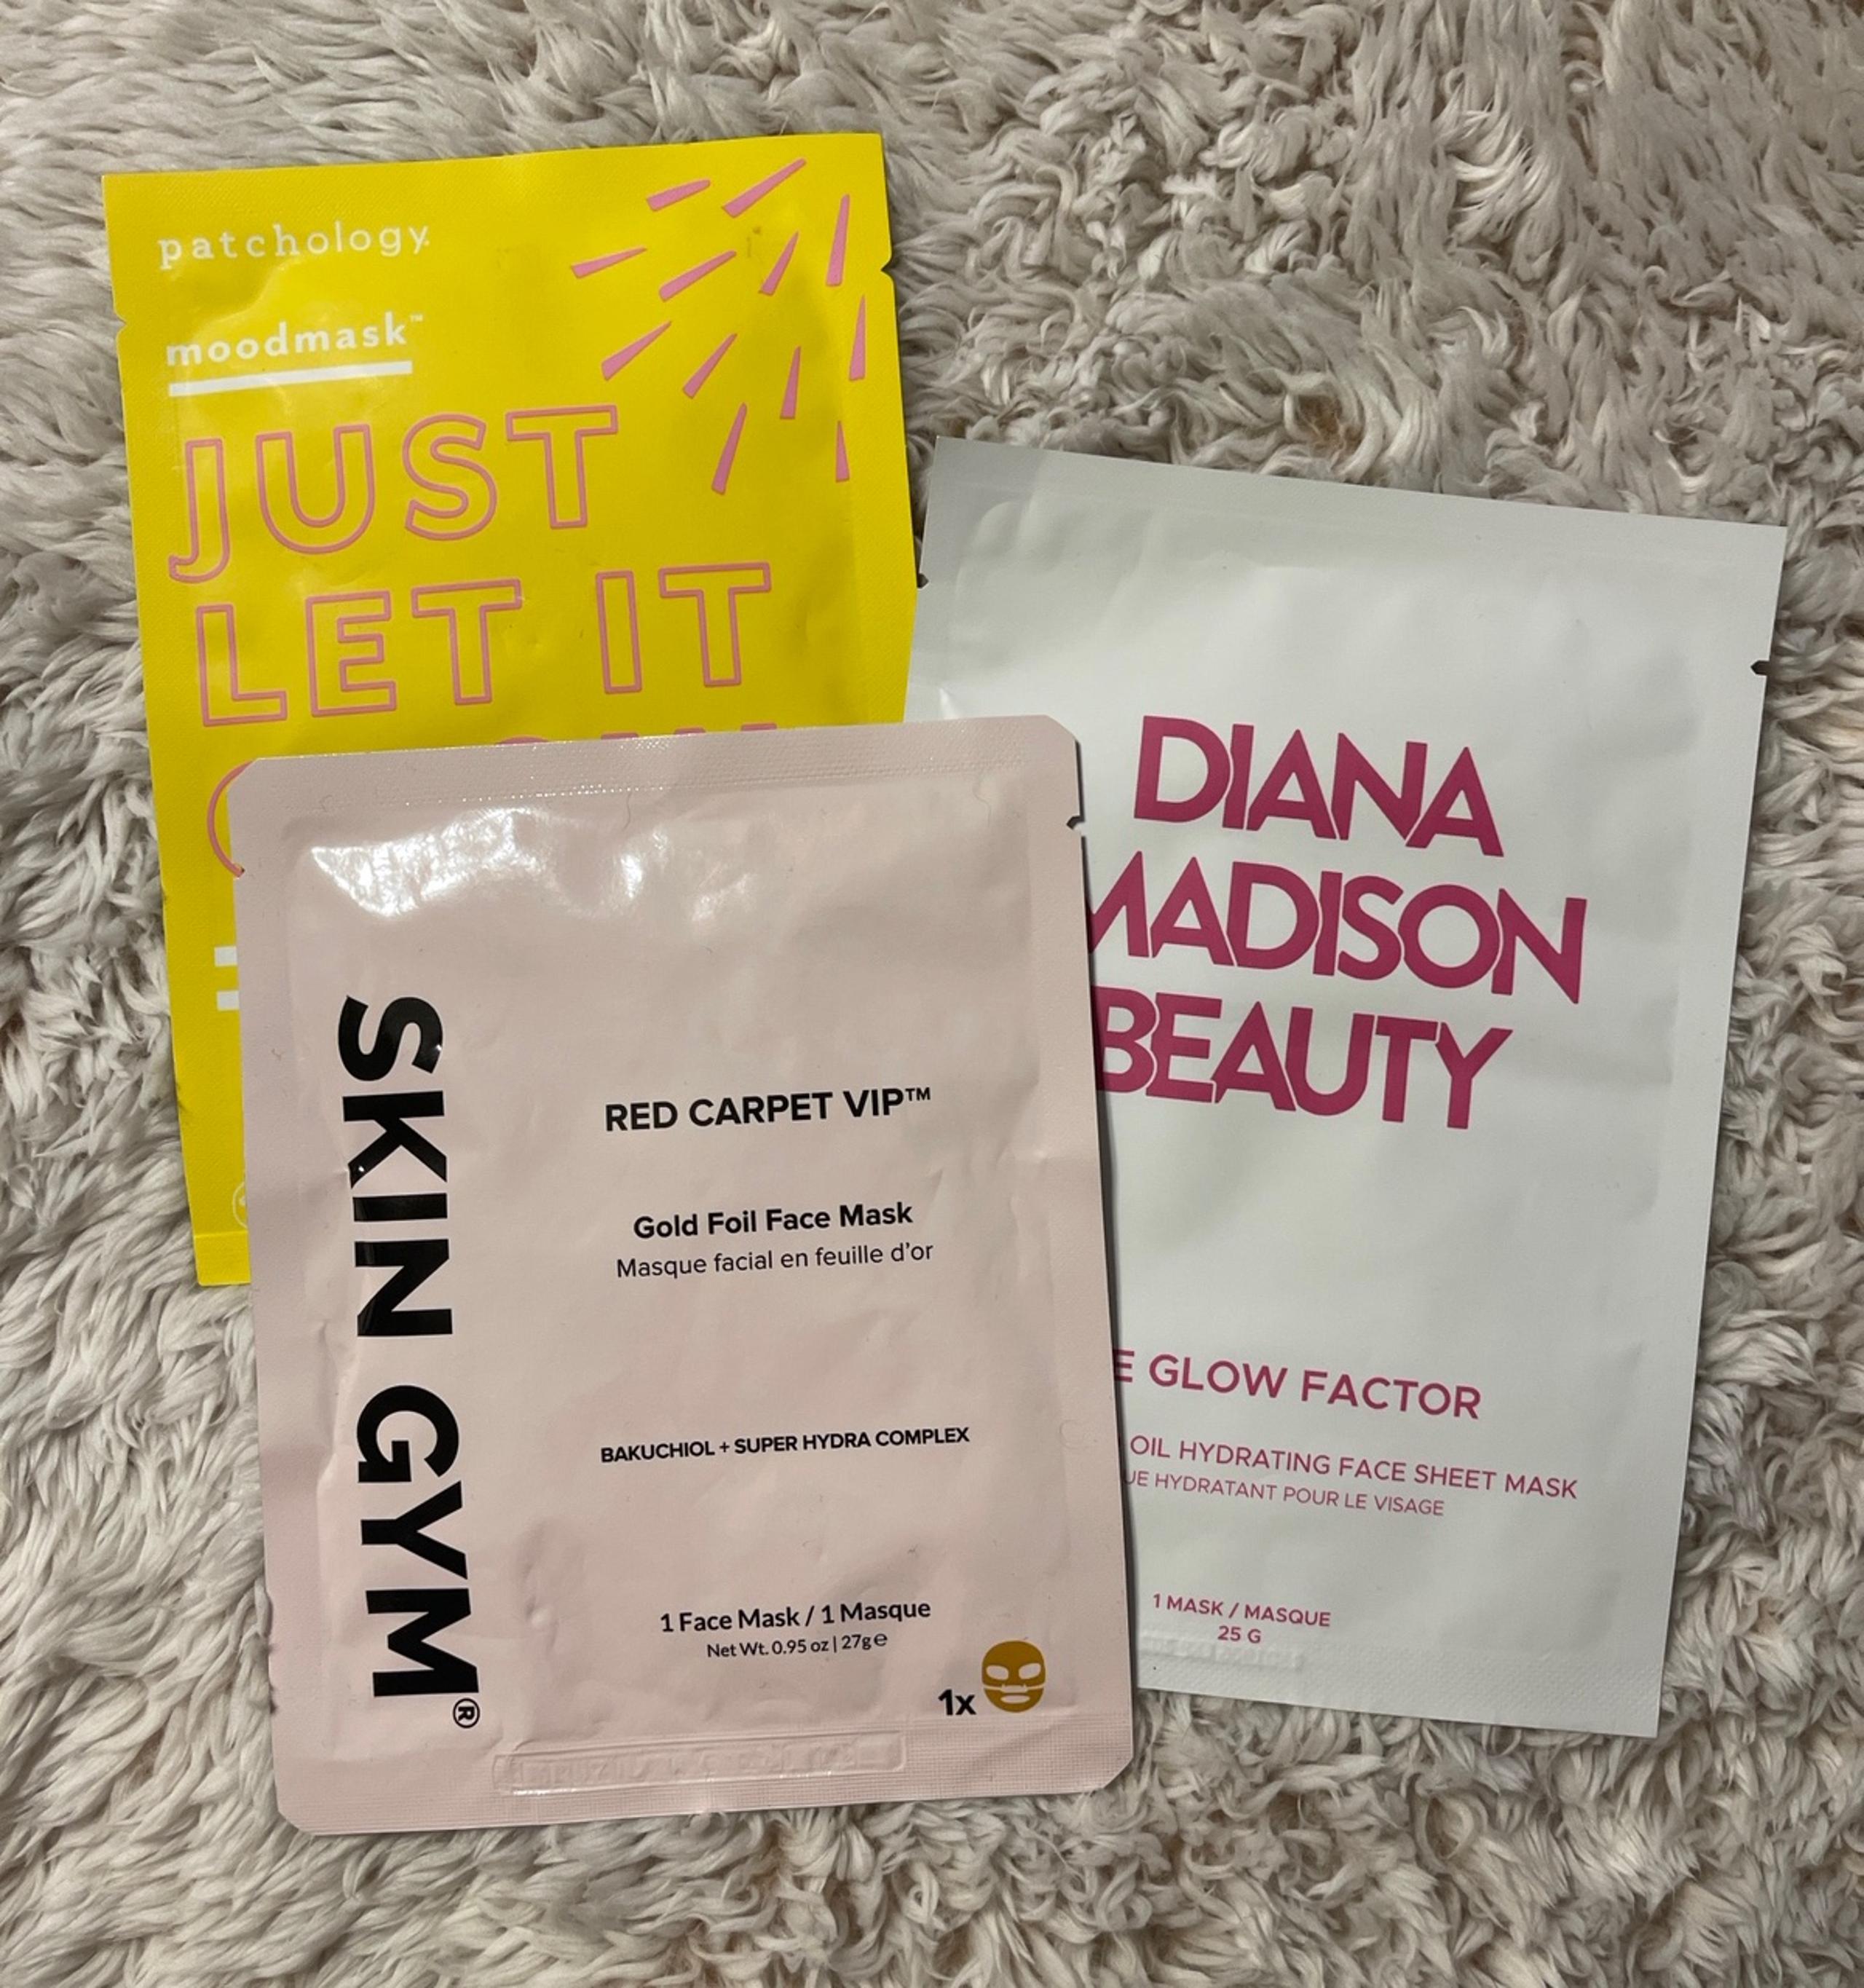 patchology
moodmask™
JUST
LET IT
DIANA
MADISON
BEAUTY
GLOW FACTOR
OIL HYDRATING FACE SHEET MASK
HYDRATANT POUR LE VISAGE
1 MASK / MASQUE
25 G
SKIN GYM®
RED CARPET VIP™
Gold Foil Face Mask
Masque facial en feuille d'or
BAKUCHIOL + SUPER HYDRA COMPLEX
1 Face Mask / 1 Masque
Net Wt. 0.95 oz | 27g ℮
1x